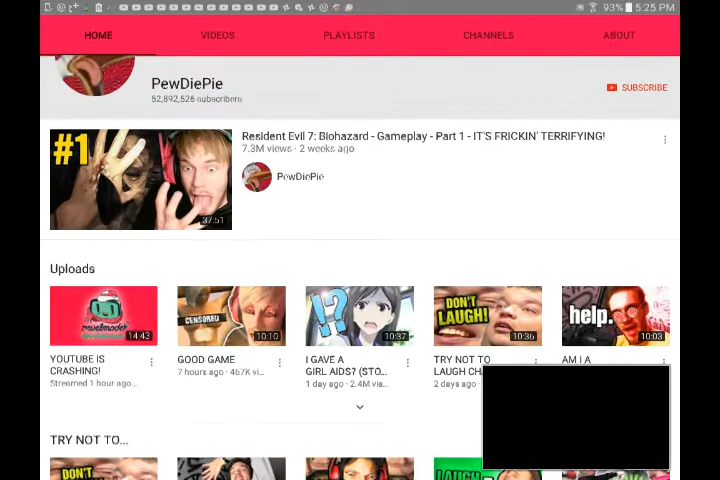 93% 5:25 PM
HOME VIDEOS PLAYLISTS CHANNELS ABOUT
PewDiePie
52,892,526 subscribers
SUBSCRIBE
#1
37:51
Resident Evil 7: Biohazard - Gameplay - Part 1 - IT'S FRICKIN' TERRIFYING!
7.3M views · 2 weeks ago
PewDiePie
Uploads
14:43
YOUTUBE IS
CRASHING!
Streamed 1 hour ago...
CENSORED
10:10
GOOD GAME
7 hours ago · 467K vi...
!?
10:37
I GAVE A
GIRL AIDS? (STO...
1 day ago · 2.4M vie...
DON'T
LAUGH!
10:36
TRY NOT TO
LAUGH CH
2 days ago
help.
10:03
AM I A
TRY NOT TO...
DON'T
LAUGH